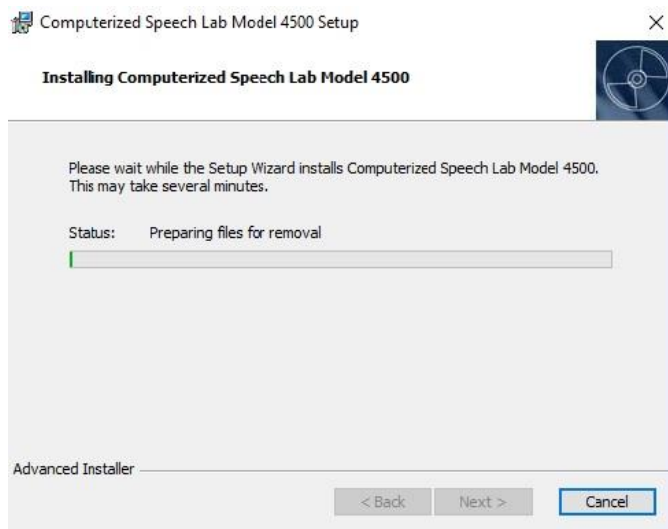 Computerized Speech Lab Model 4500 Setup
Installing Computerized Speech Lab Model 4500
Please wait while the Setup Wizard installs Computerized Speech Lab Model 4500.
This may take several minutes.
Status: Preparing files for removal
Advanced Installer
< Back Next > Cancel